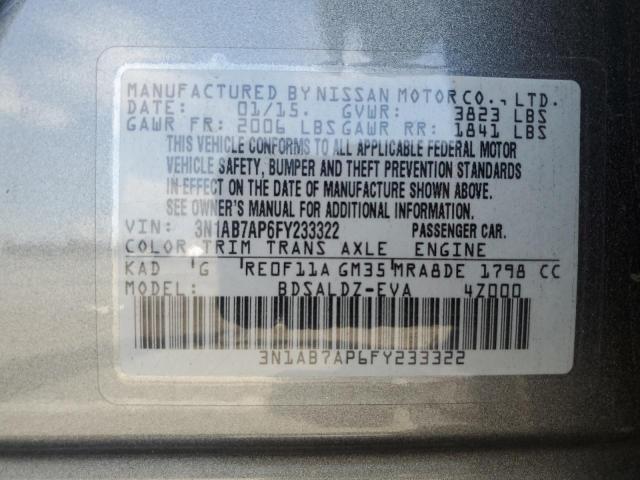 MANUFACTURED BY NISSAN MOTOR CO., LTD.
DATE: 01/15. GVWR: 3823 LBS
GAWR FR: 2006 LBS GAWR RR: 1841 LBS
THIS VEHICLE CONFORMS TO ALL APPLICABLE FEDERAL MOTOR
VEHICLE SAFETY, BUMPER AND THEFT PREVENTION STANDARDS
IN EFFECT ON THE DATE OF MANUFACTURE SHOWN ABOVE.
SEE OWNER'S MANUAL FOR ADDITIONAL INFORMATION.
VIN: 3N1AB7AP6FY233322 PASSENGER CAR.
COLOR TRIM TRANS AXLE ENGINE
KAD G RE0F11A GM35 MRA8DE 1798 CC
MODEL: BDSALDZ-EVA 4Z000
3N1AB7AP6FY233322